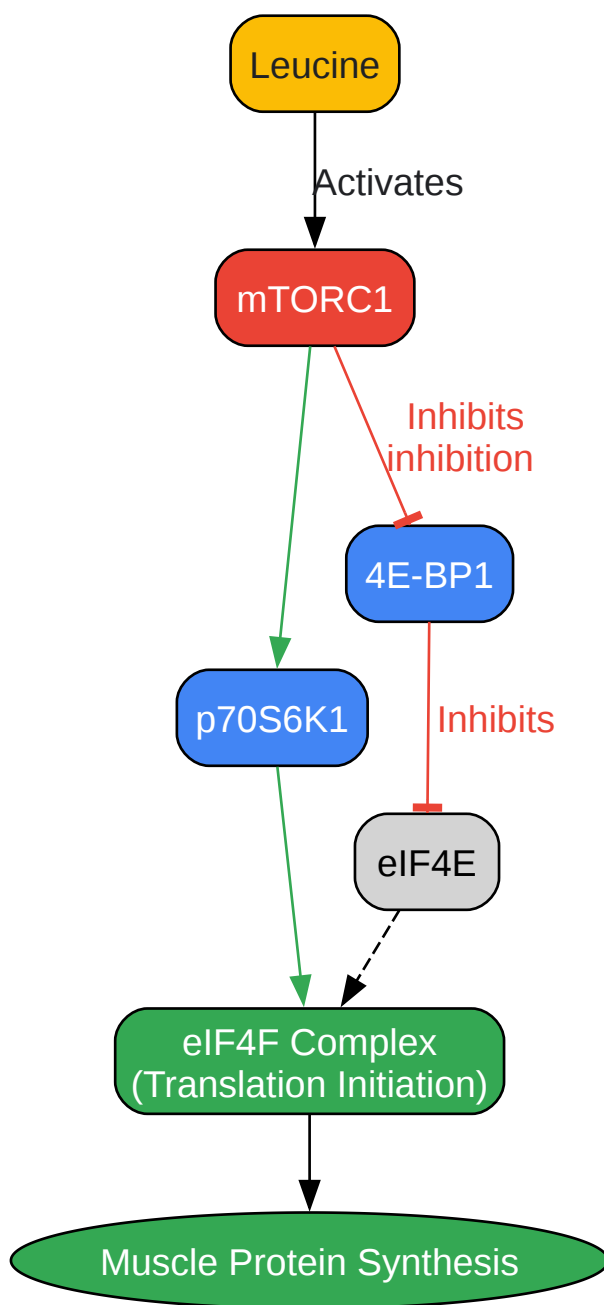 Leucine
Activates
mTORC1
Inhibits
inhibition
4E-BP1
p70S6K1
Inhibits
eIF4E
eIF4F Complex
(Translation Initiation)
Muscle Protein Synthesis